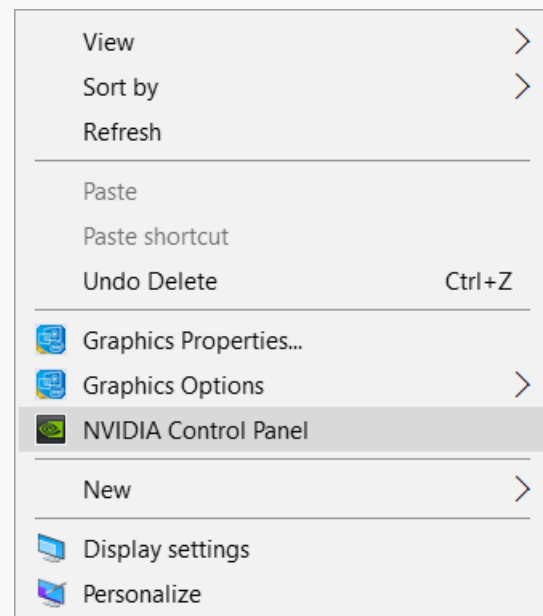 View
Sort by
Refresh
Paste
Paste shortcut
Undo Delete Ctrl+Z
Graphics Properties...
Graphics Options
NVIDIA Control Panel
New
Display settings
Personalize